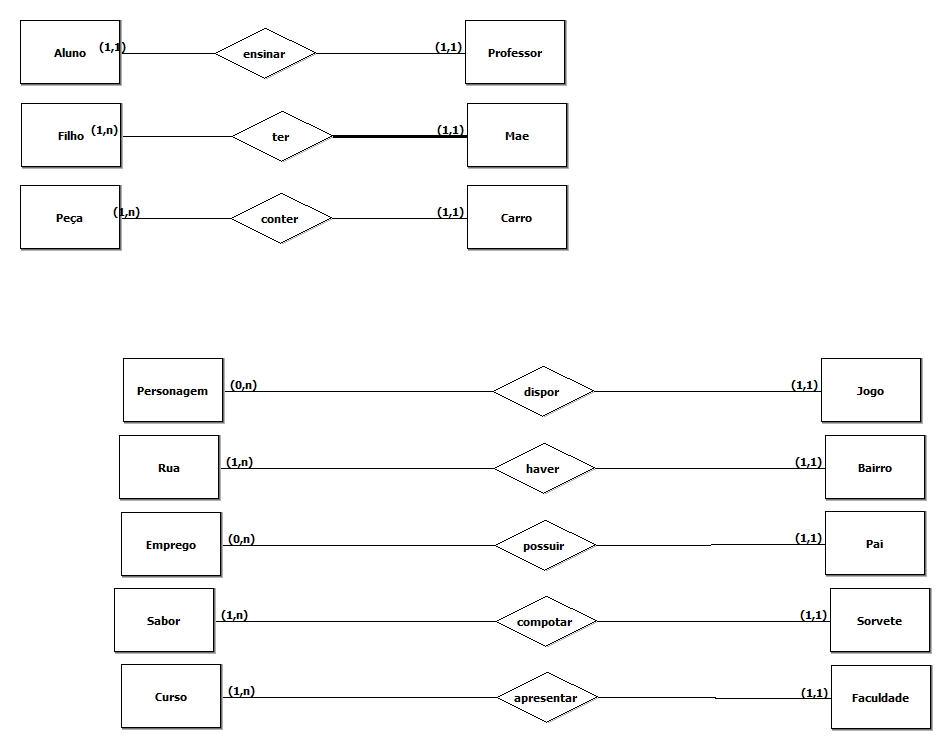 Aluno (1,1) ensinar (1,1) Professor
Filho (1,n) ter (1,1) Mae
Peça (1,n) conter (1,1) Carro
Personagem (0,n) dispor (1,1) Jogo
Rua (1,n) haver (1,1) Bairro
Emprego (0,n) possuir (1,1) Pai
Sabor (1,n) compotar (1,1) Sorvete
Curso (1,n) apresentar (1,1) Faculdade